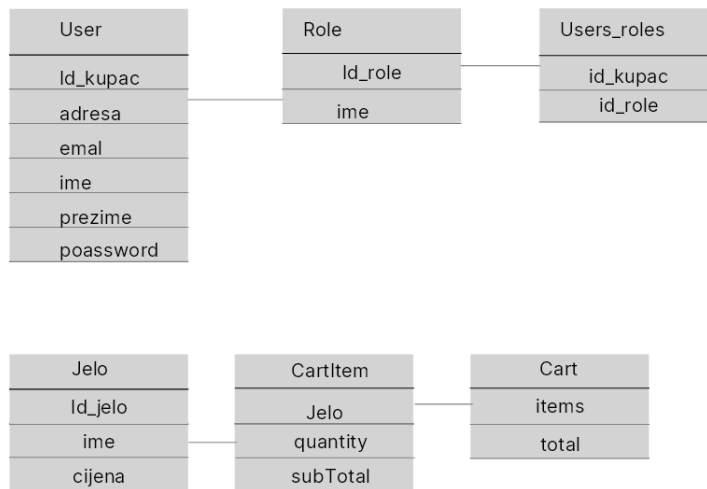 User
Id_kupac
adresa
emal
ime
prezime
poassword
Role
Id_role
ime
Users_roles
id_kupac
id_role
Jelo
Id_jelo
ime
cijena
CartItem
Jelo
quantity
subTotal
Cart
items
total